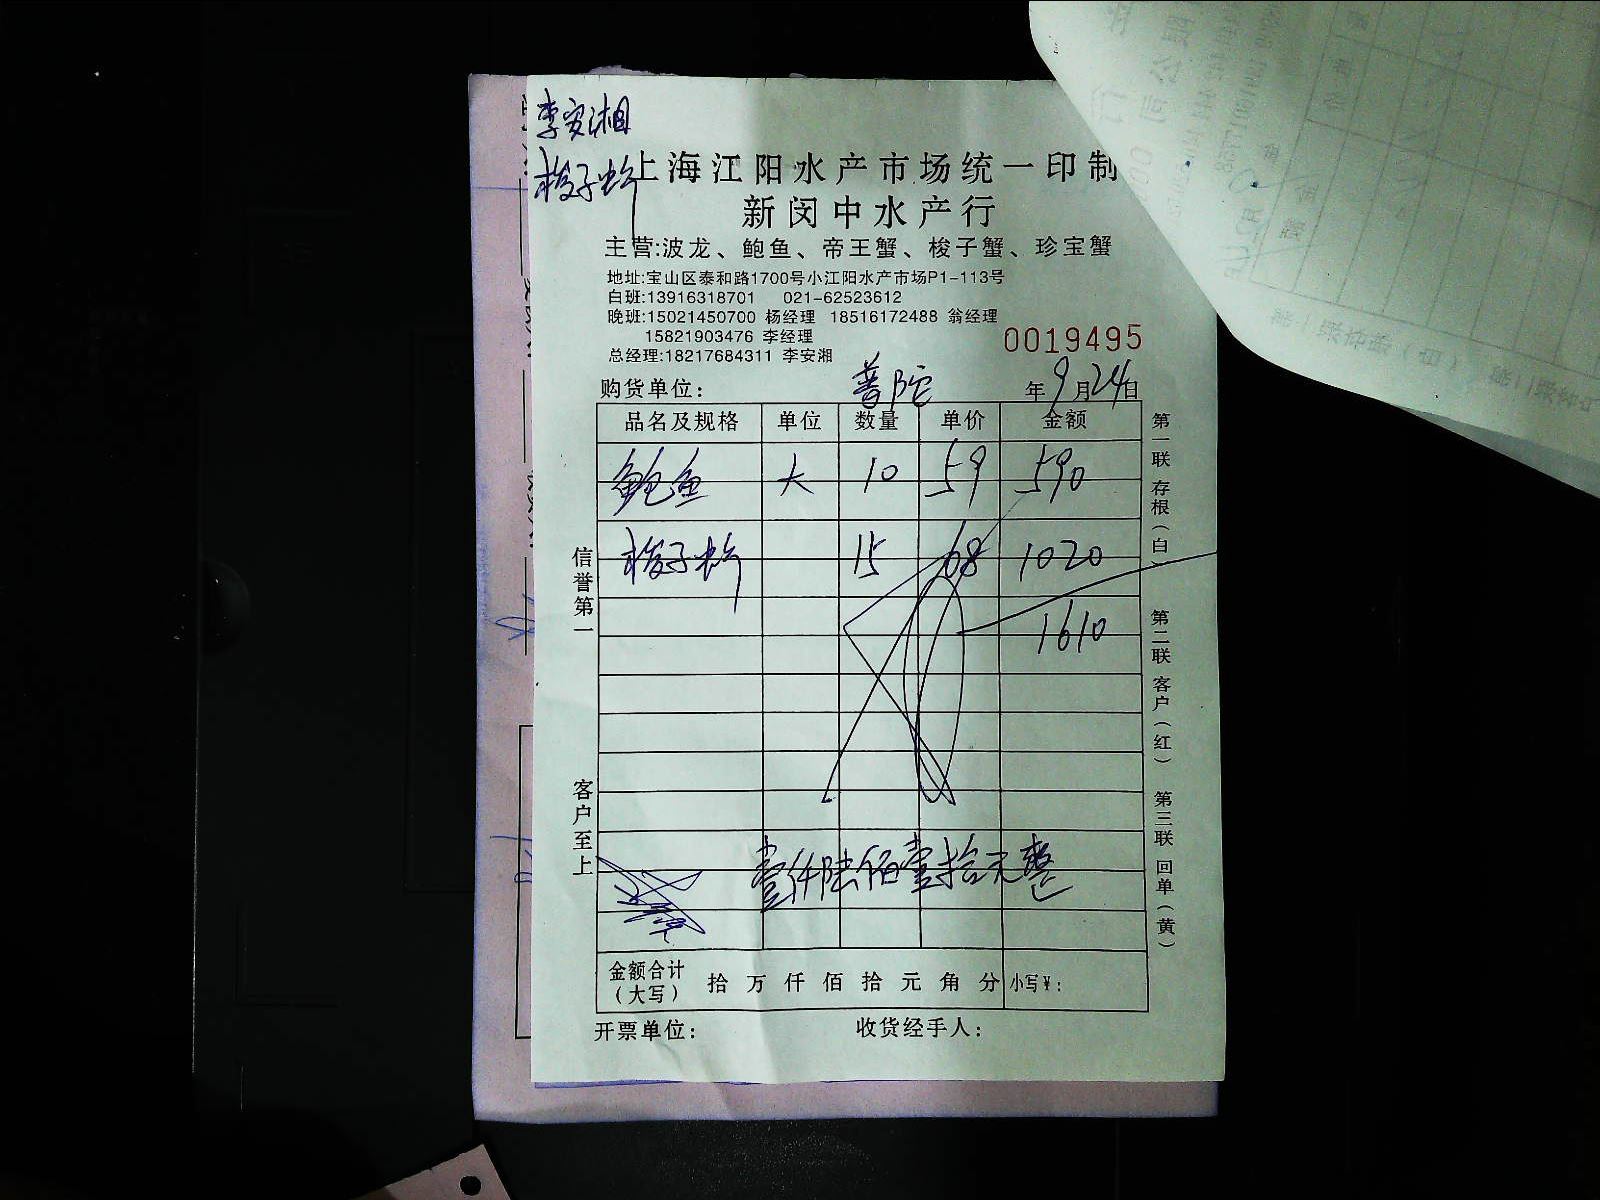 李安湘
梭子蚧
上海江阳水产市场统一印制
新闵中水产行
主营:波龙、鲍鱼、帝王蟹、梭子蟹、珍宝蟹
地址:宝山区泰和路1700号小江阳水产市场P1-113号
白班:13916318701 021-62523612
晚班:15021450700 杨经理 18516172488 翁经理
15821903476 李经理
0019495
总经理:18217684311 李安湘
购货单位: 普陀 年 9 月 24 日
品名及规格 单位 数量 单价 金额
鲍鱼 大 10 59 590
梭子蚧 15 68 1020
1610
壹仟陆佰壹拾元整
金额合计(大写) 拾 万 仟 佰 拾 元 角 分 小写¥:
开票单位: 收货经手人:
信誉第一
客户至上
第一联 存根(白)
第二联 客户(红)
第三联 回单(黄)